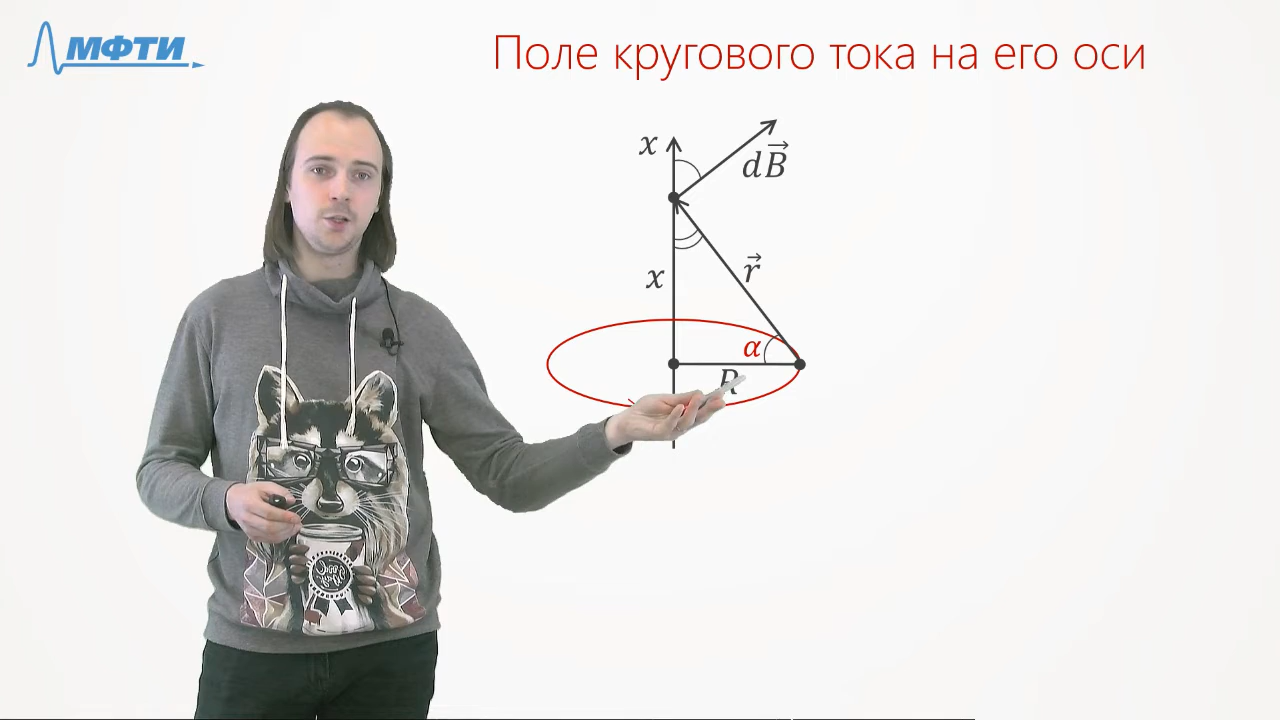 МФТИ
Поле кругового тока на его оси
x
dB⃗
r⃗
x
α
R